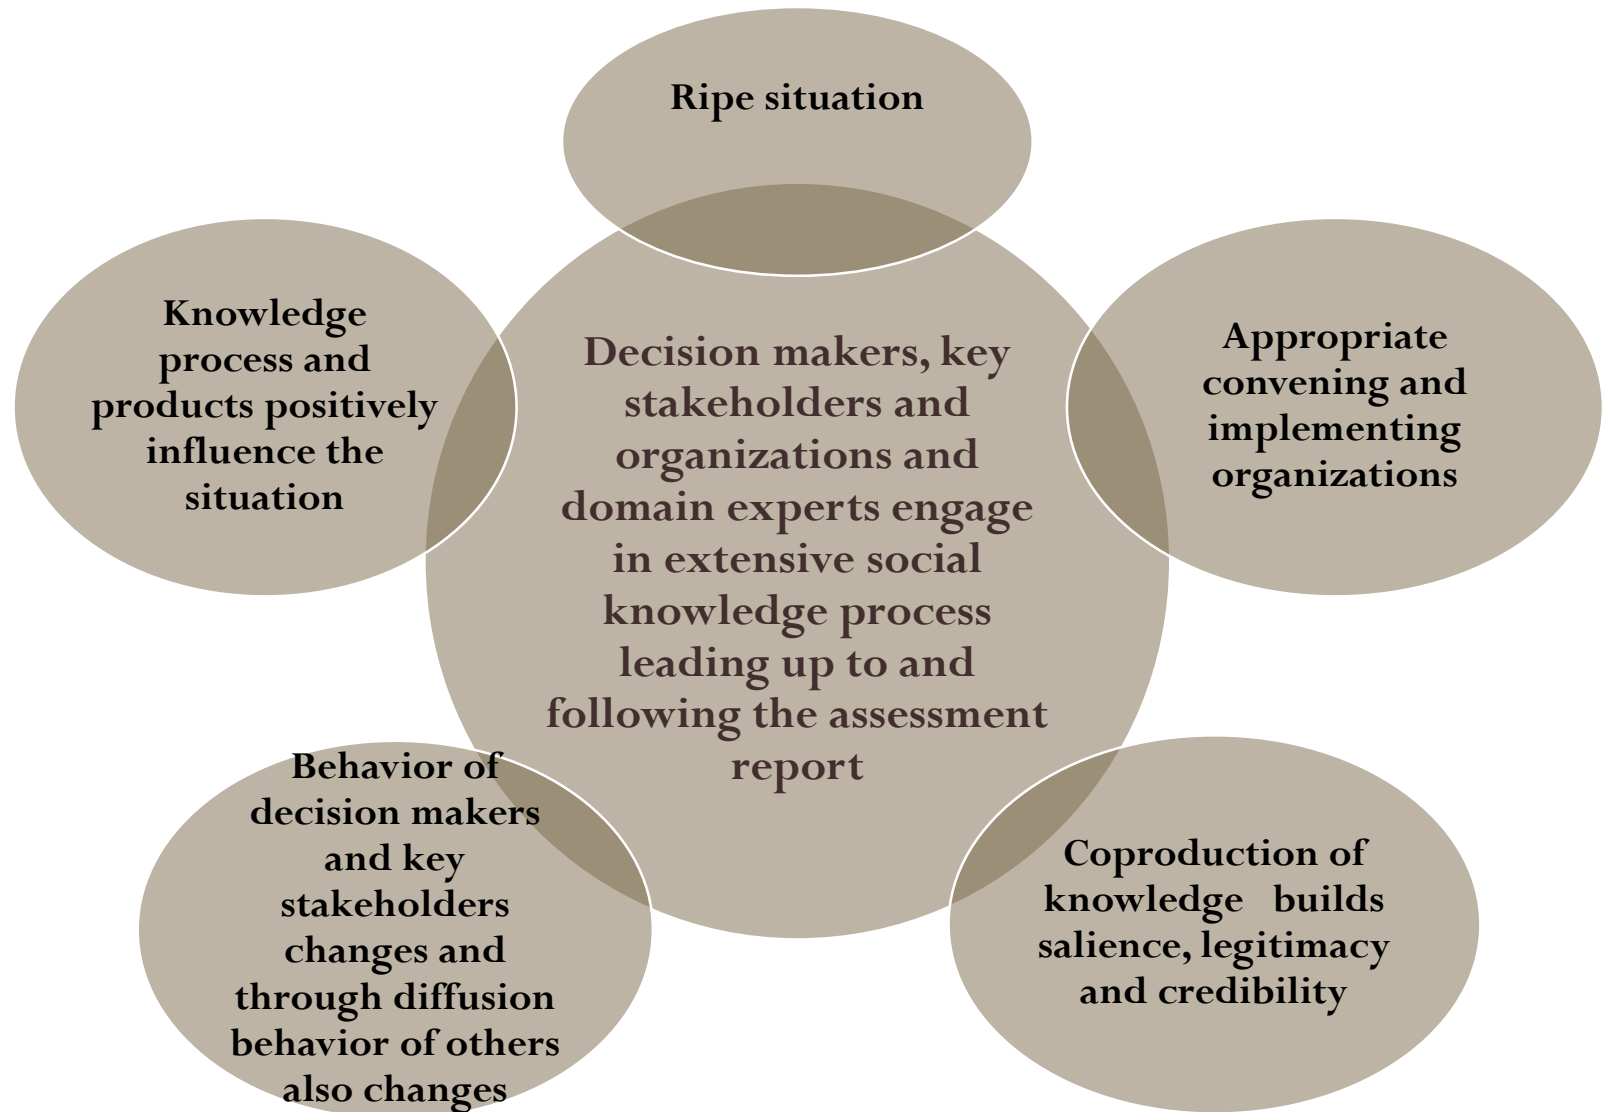 Ripe situation
Knowledge
process and
products positively
influence the
situation
Decision makers, key
stakeholders and
organizations and
domain experts engage
in extensive social
knowledge process
leading up to and
following the assessment
report
Appropriate
convening and
implementing
organizations
Behavior of
decision makers
and key
stakeholders
changes and
through diffusion
behavior of others
also changes
Coproduction of
knowledge builds
salience, legitimacy
and credibility